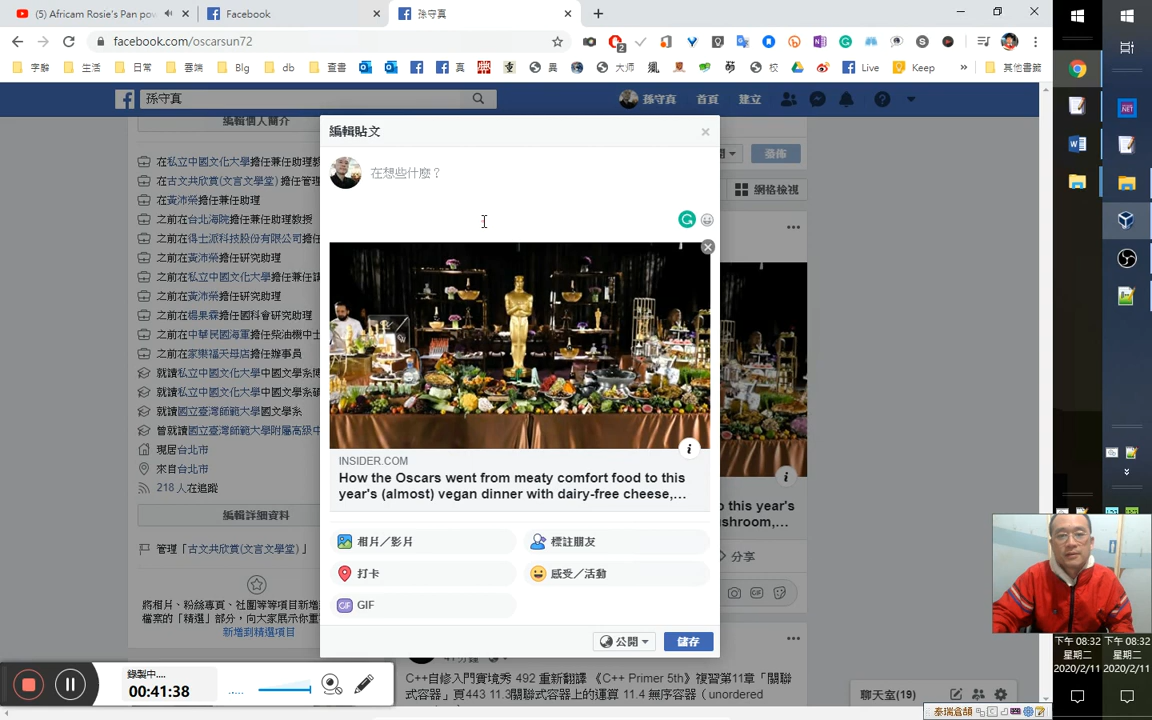 (5) Africam Rosie's Pan pow
Facebook
孫守真
facebook.com/oscarsun72
字辭
生活
日常
雲端
Blg
db
查書
真
異
大师
校
Live
Keep
其他書籤
孫守真
孫守真
首頁
建立
編輯個人簡介
在私立中國文化大學擔任兼任助理教
在古文共欣賞(文言文學堂)擔任管理
在黃沛榮擔任兼任助理
之前在台北海院擔任兼任助理教授
之前在得士派科技股份有限公司擔任
之前在黃沛榮擔任研究助理
之前在私立中國文化大學擔任兼任講
之前在黃沛榮擔任研究助理
之前在楊果霖擔任國科會研究助理
之前在中華民國海軍擔任柴油機中士
之前在家樂福天母店擔任辦事員
就讀私立中國文化大學中國文學系博
就讀私立中國文化大學中國文學系碩
就讀國立臺灣師範大學國文學系
曾就讀國立臺灣師範大學附屬高級中
現居台北市
來自台北市
218 人在追蹤
編輯詳細資料
管理「古文共欣賞(文言文學堂)」
將相片、粉絲專頁、社團等等項目新增
檔案的「精選」部分，向大家展示你重
新增到精選項目
編輯貼文
在想些什麼？
INSIDER.COM
How the Oscars went from meaty comfort food to this
year's (almost) vegan dinner with dairy-free cheese,...
相片／影片
標註朋友
打卡
感受／活動
GIF
公開
儲存
發佈
網格檢視
o this year's
shroom,...
分享
C++自修入門實境秀 492 重新翻譯 《C++ Primer 5th》複習第11章「關聯
式容器」頁443 11.3關聯式容器上的運算 11.4 無序容器（unordered
聊天室(19)
錄製中....
00:41:38
下午 08:32
星期二
2020/2/11
下午 08:32
星期二
2020/2/11
泰瑞倉頡